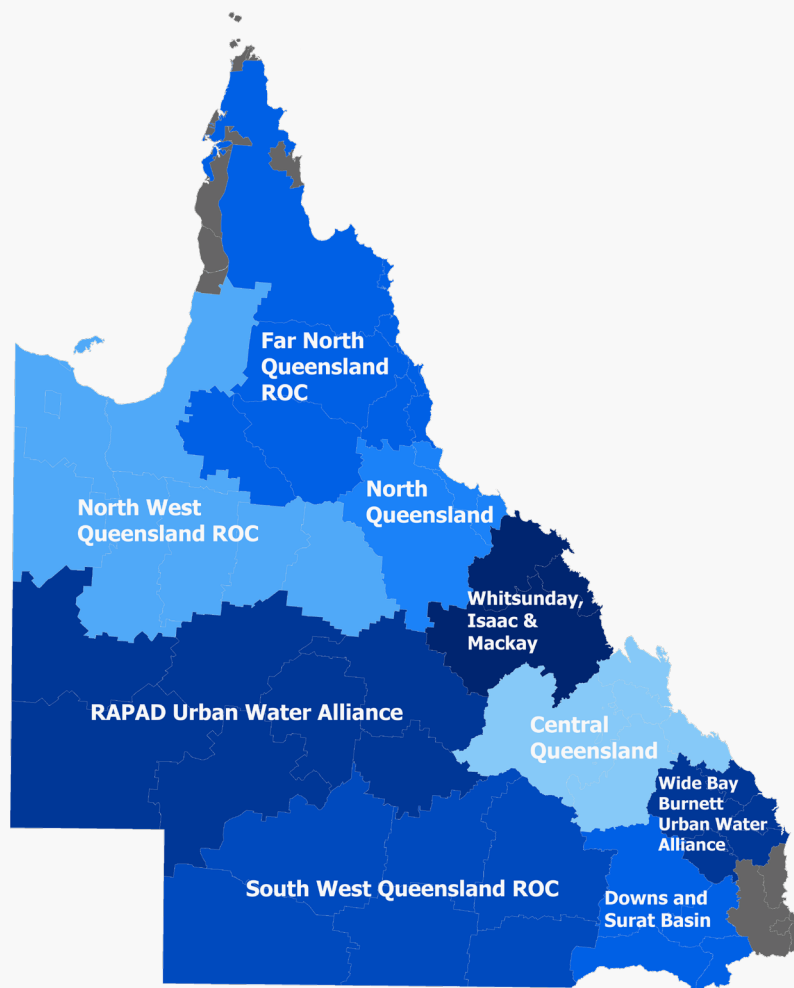 Far North
Queensland
ROC
North
Queensland
North West
Queensland ROC
Whitsunday,
Isaac &
Mackay
RAPAD Urban Water Alliance
Central
Queensland
Wide Bay
Burnett
Urban Water
Alliance
South West Queensland ROC
Downs and
Surat Basin